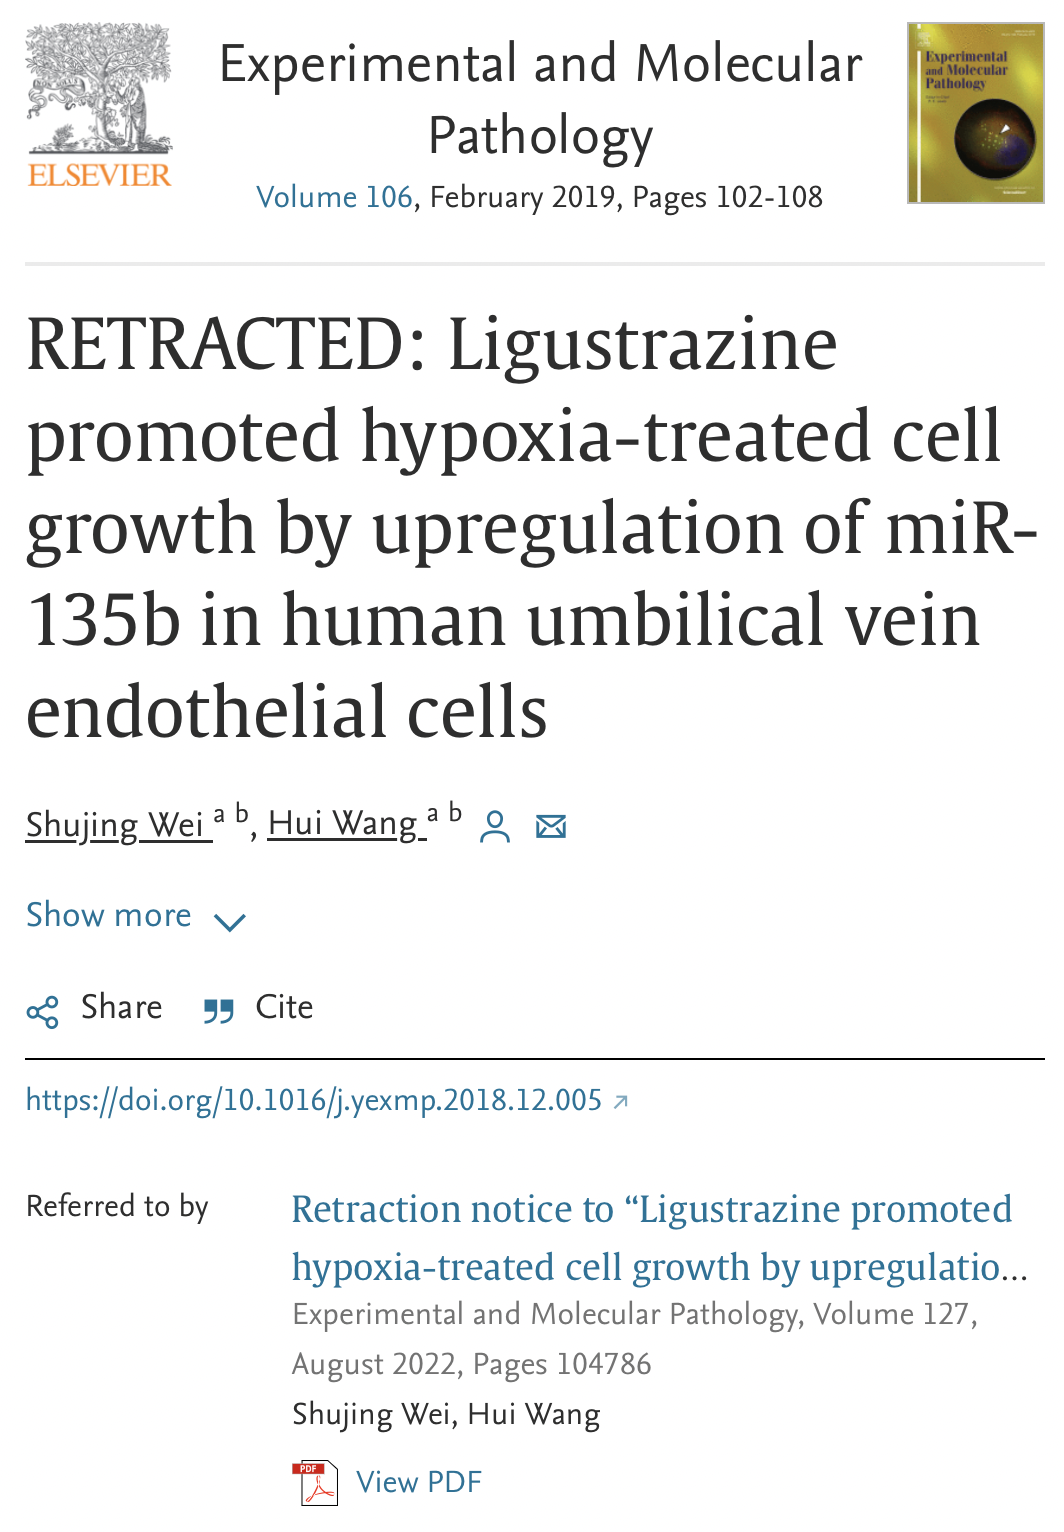 ELSEVIER
Experimental and Molecular
Pathology
Volume 106, February 2019, Pages 102-108
Experimental
and Molecular
Pathology
RETRACTED: Ligustrazine
promoted hypoxia-treated cell
growth by upregulation of miR-
135b in human umbilical vein
endothelial cells
Shujing Wei a b, Hui Wang a b
Show more
Share Cite
https://doi.org/10.1016/j.yexmp.2018.12.005
Referred to by
Retraction notice to “Ligustrazine promoted
hypoxia-treated cell growth by upregulatio...
Experimental and Molecular Pathology, Volume 127,
August 2022, Pages 104786
Shujing Wei, Hui Wang
PDF View PDF